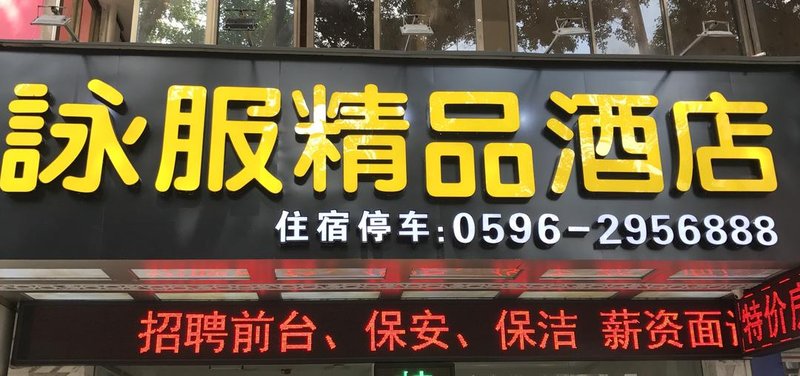 詠服精品酒店
住宿停车:0596-2956888
招聘前台、保安、保洁 薪资面
特价